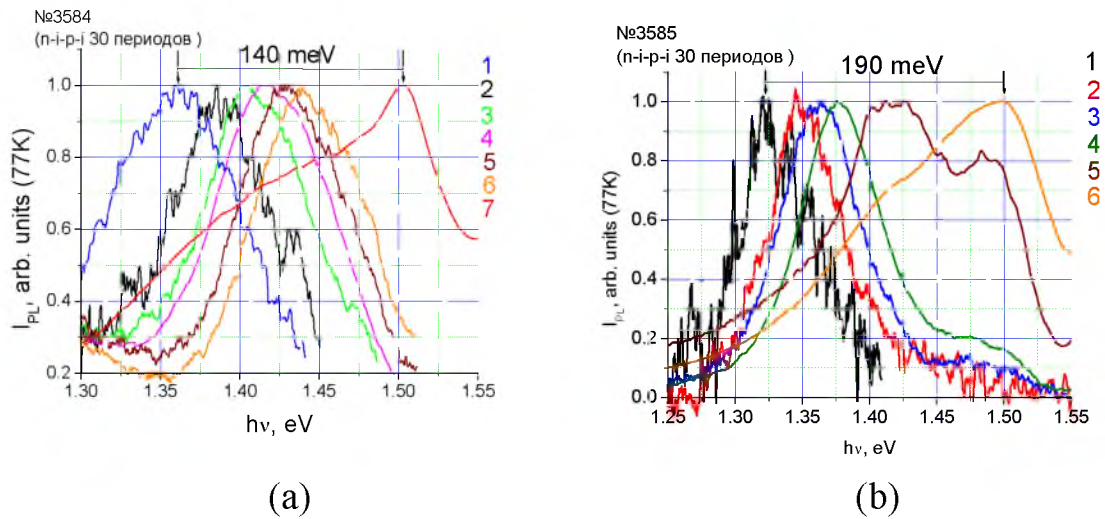 №3584
(n-i-p-i 30 периодов )
140 meV
1.0
0.8
0.6
0.4
0.2
I_PL, arb. units (77K)
1.30 1.35 1.40 1.45 1.50 1.55
hν, eV
1
2
3
4
5
6
7
(a)
№3585
(n-i-p-i 30 периодов )
190 meV
1.0
0.8
0.6
0.4
0.2
0.0
I_PL, arb. units (77K)
1.25 1.30 1.35 1.40 1.45 1.50 1.55
hν, eV
1
2
3
4
5
6
(b)